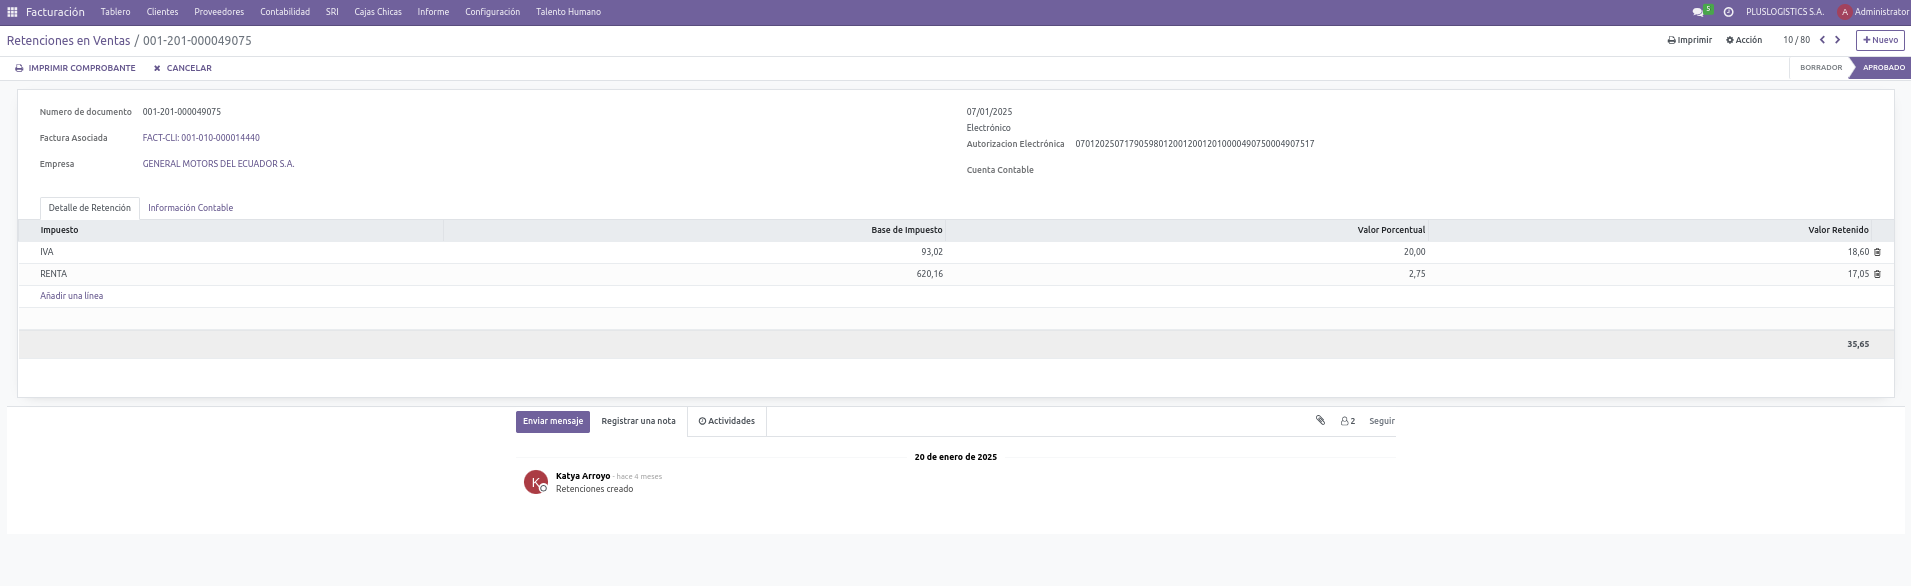 Facturación Tablero Clientes Proveedores Contabilidad SRI Cajas Chicas Informe Configuración Talento Humano 5 PLUSLOGISTICS S.A. A Administrator
Retenciones en Ventas / 001-201-000049075 Imprimir Acción 10 / 80 + Nuevo
IMPRIMIR COMPROBANTE CANCELAR BORRADOR APROBADO
Numero de documento 001-201-000049075 07/01/2025
Electrónico
Factura Asociada FACT-CLI: 001-010-000014440 Autorizacion Electrónica 0701202507179059801200120012010000490750004907517
Empresa GENERAL MOTORS DEL ECUADOR S.A. Cuenta Contable
Detalle de Retención Información Contable
Impuesto Base de Impuesto Valor Porcentual Valor Retenido
IVA 93,02 20,00 18,60
RENTA 620,16 2,75 17,05
Añadir una línea
35,65
Enviar mensaje Registrar una nota Actividades 2 Seguir
20 de enero de 2025
K Katya Arroyo - hace 4 meses
Retenciones creado